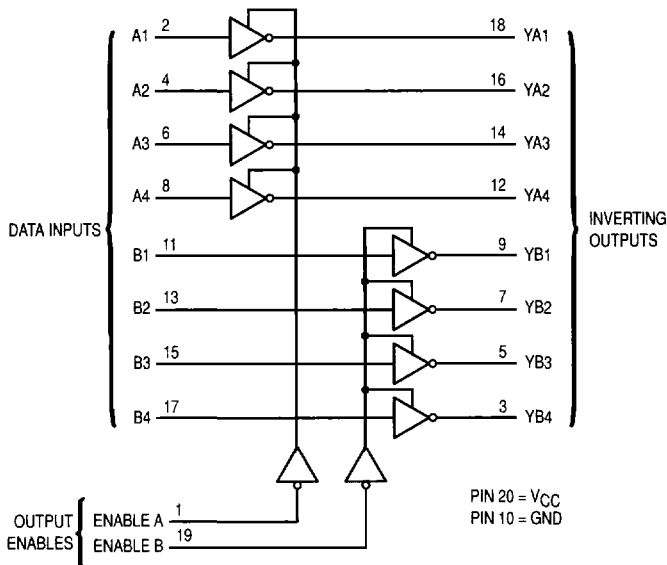 A1 2 18 YA1
A2 4 16 YA2
A3 6 14 YA3
A4 8 12 YA4
DATA INPUTS
INVERTING
OUTPUTS
B1 11 9 YB1
B2 13 7 YB2
B3 15 5 YB3
B4 17 3 YB4
OUTPUT
ENABLES
ENABLE A 1
ENABLE B 19
PIN 20 = VCC
PIN 10 = GND